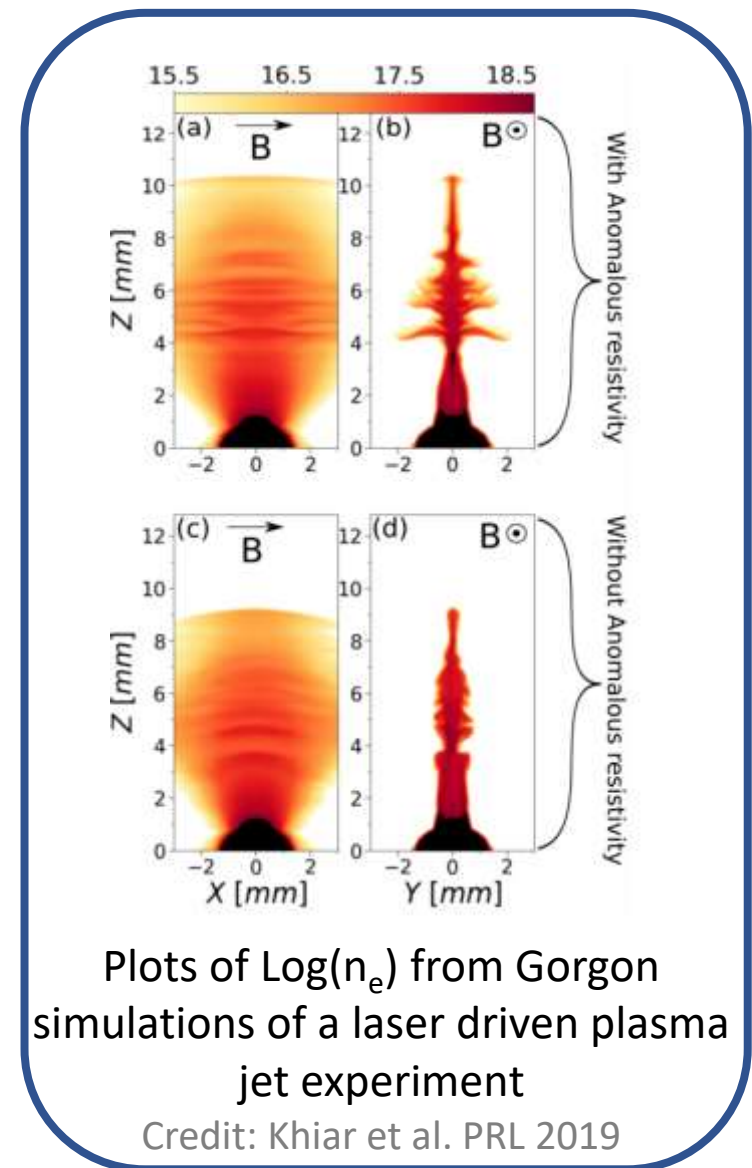 15.5 16.5 17.5 18.5
(a) B
(b) B
12
10
8
6
4
2
0
Z [mm]
12
10
8
6
4
2
0
−2 0 2
−2 0 2
With Anomalous resistivity
(c) B
(d) B
12
10
8
6
4
2
0
Z [mm]
12
10
8
6
4
2
0
−2 0 2
−2 0 2
X [mm] Y [mm]
Without Anomalous resistivity
Plots of Log(nₑ) from Gorgon
simulations of a laser driven plasma
jet experiment
Credit: Khiar et al. PRL 2019